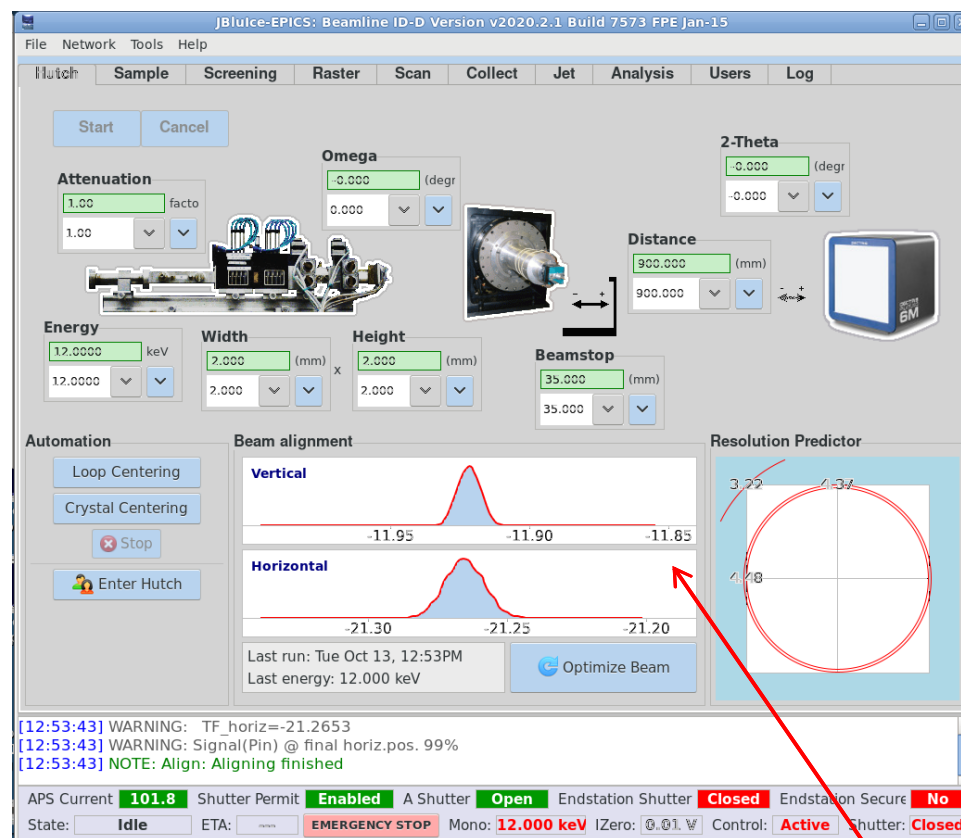 JBluIce-EPICS: Beamline ID-D Version v2020.2.1 Build 7573 FPE Jan-15
File Network Tools Help
Hutch Sample Screening Raster Scan Collect Jet Analysis Users Log
Start Cancel
2-Theta
-0.000 (degr
-0.000
Omega
-0.000 (degr
0.000
Attenuation
1.00 facto
1.00
Distance
900.000 (mm)
900.000
- +
- +
6M
Energy
12.0000 keV
12.0000
Width
2.000 (mm)
2.000
x
Height
2.000 (mm)
2.000
Beamstop
35.000 (mm)
35.000
Automation
Loop Centering
Crystal Centering
Stop
Enter Hutch
Beam alignment
Vertical
-11.95 -11.90 -11.85
Horizontal
-21.30 -21.25 -21.20
Last run: Tue Oct 13, 12:53PM
Last energy: 12.000 keV
Optimize Beam
Resolution Predictor
3.22 4.37
4.48
[12:53:43] WARNING: TF_horiz=-21.2653
[12:53:43] WARNING: Signal(Pin) @ final horiz.pos. 99%
[12:53:43] NOTE: Align: Aligning finished
APS Current 101.8 Shutter Permit Enabled A Shutter Open Endstation Shutter Closed Endstation Secure No
State: Idle ETA: ---- EMERGENCY STOP Mono: 12.000 keV IZero: 0.01 V Control: Active Shutter: Closed